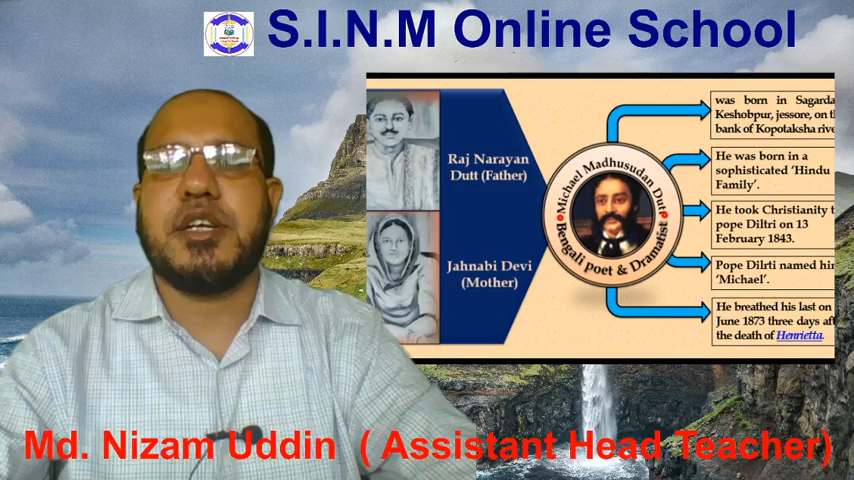 S.I.N.M Online School
Raj Narayan
Dutt (Father)
Jahnabi Devi
(Mother)
Michael Madhusudan Dutt
Bengali poet & Dramatist
was born in Sagarda
Keshobpur, jessore, on th
bank of Kopotaksha rive
He was born in a
sophisticated 'Hindu
Family'.
He took Christianity t
pope Diltri on 13
February 1843.
Pope Dilrti named him
'Michael'.
He breathed his last on
June 1873 three days aft
the death of Henrietta.
Md. Nizam Uddin ( Assistant Head Teacher)